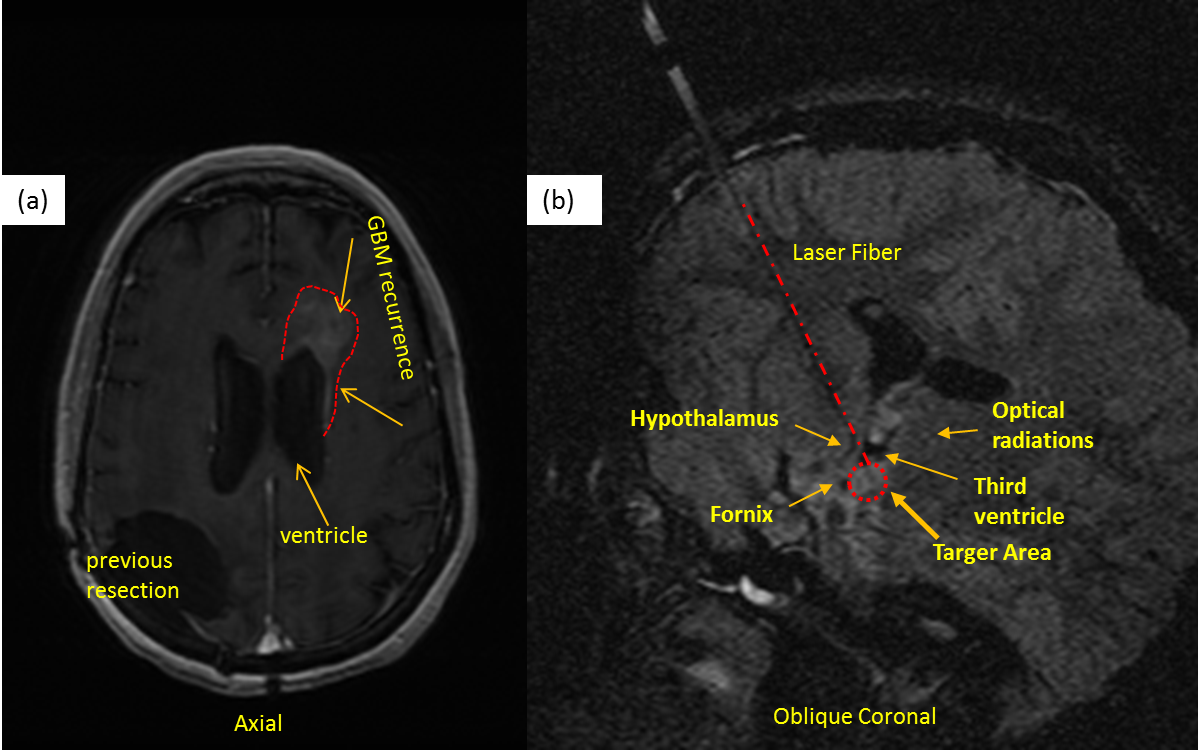 (a)
GBM recurrence
ventricle
previous
resection
Axial
(b)
Laser Fiber
Hypothalamus
Optical
radiations
Fornix
Third
ventricle
Targer Area
Oblique Coronal